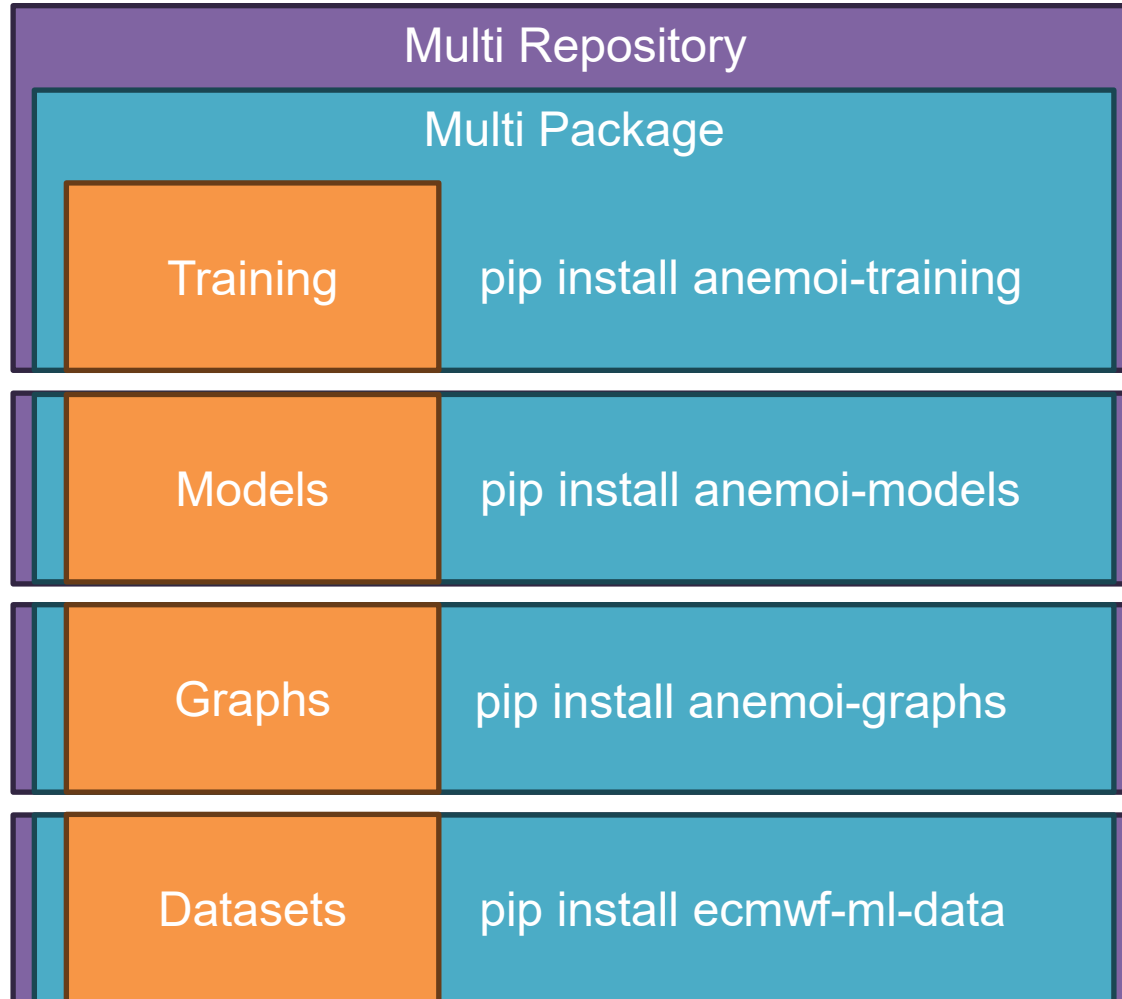 Multi Repository
Multi Package
Training
pip install anemoi-training
Models
pip install anemoi-models
Graphs
pip install anemoi-graphs
Datasets
pip install ecmwf-ml-data